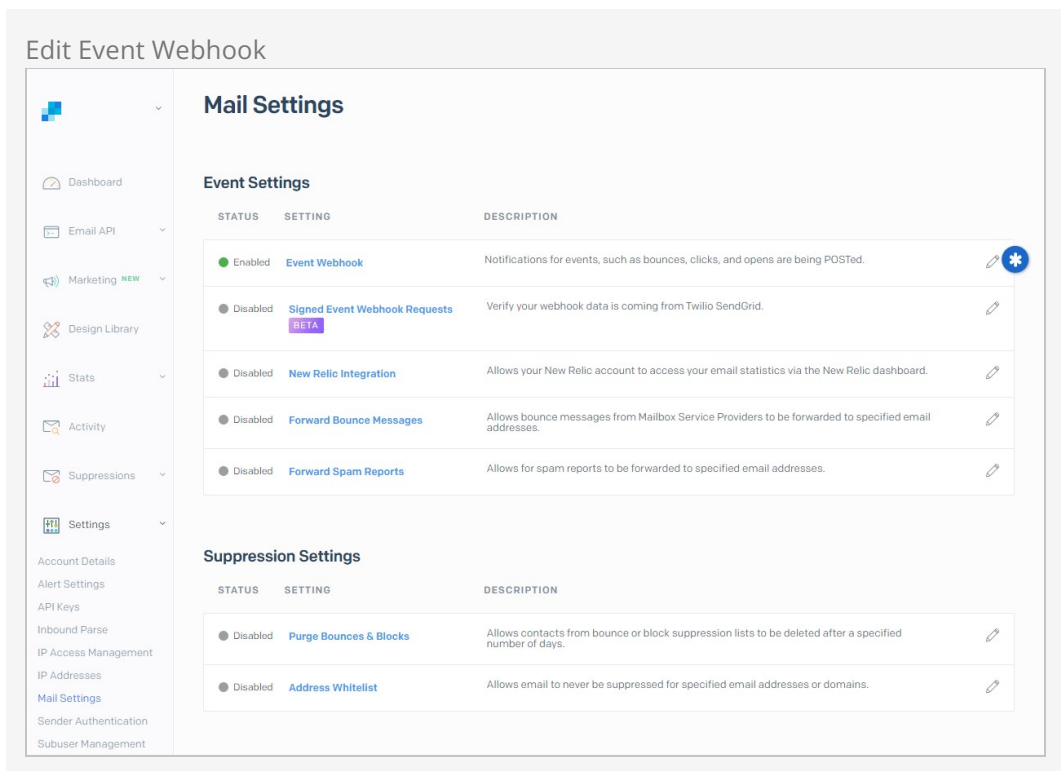 Edit Event Webhook
Mail Settings
Dashboard
Email API
Marketing NEW
Design Library
Stats
Activity
Suppressions
Settings
Account Details
Alert Settings
API Keys
Inbound Parse
IP Access Management
IP Addresses
Mail Settings
Sender Authentication
Subuser Management
Event Settings
STATUS SETTING DESCRIPTION
Enabled Event Webhook Notifications for events, such as bounces, clicks, and opens are being POSTed.
Disabled Signed Event Webhook Requests Verify your webhook data is coming from Twilio SendGrid.
BETA
Disabled New Relic Integration Allows your New Relic account to access your email statistics via the New Relic dashboard.
Disabled Forward Bounce Messages Allows bounce messages from Mailbox Service Providers to be forwarded to specified email
addresses.
Disabled Forward Spam Reports Allows for spam reports to be forwarded to specified email addresses.
Suppression Settings
STATUS SETTING DESCRIPTION
Disabled Purge Bounces & Blocks Allows contacts from bounce or block suppression lists to be deleted after a specified
number of days.
Disabled Address Whitelist Allows email to never be suppressed for specified email addresses or domains.